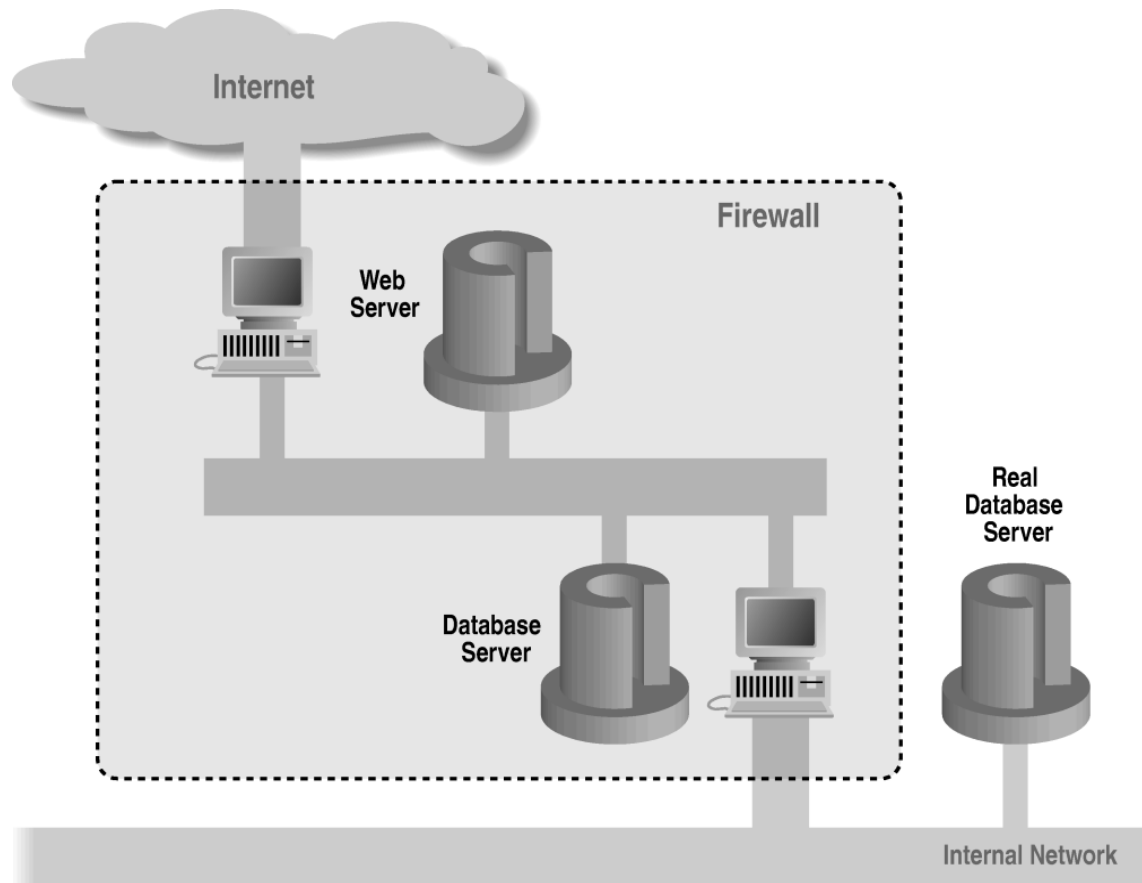 Internet
Firewall
Web
Server
Real
Database
Server
Database
Server
Internal Network